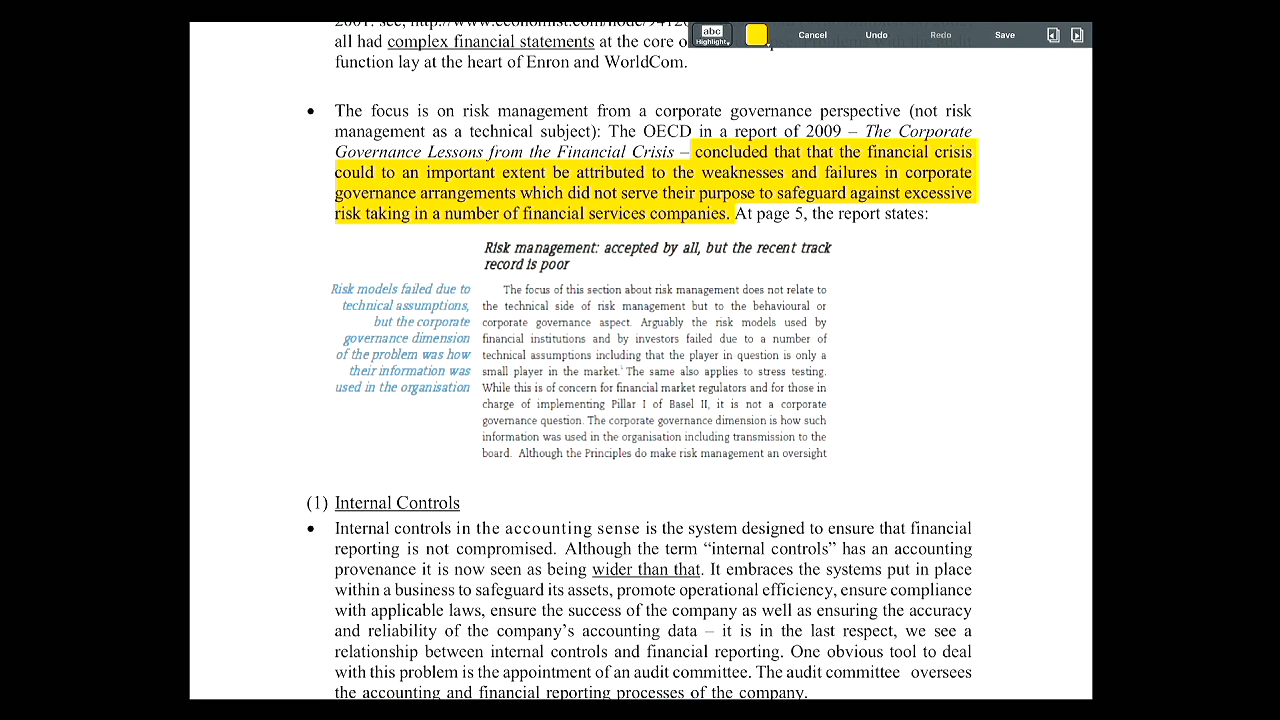 all had complex financial statements at the core o
abc
Highlight
Cancel
Undo
Redo
Save
function lay at the heart of Enron and WorldCom.
• The focus is on risk management from a corporate governance perspective (not risk
management as a technical subject): The OECD in a report of 2009 – The Corporate
Governance Lessons from the Financial Crisis – concluded that that the financial crisis
could to an important extent be attributed to the weaknesses and failures in corporate
governance arrangements which did not serve their purpose to safeguard against excessive
risk taking in a number of financial services companies. At page 5, the report states:
Risk management: accepted by all, but the recent track
record is poor
Risk models failed due to
technical assumptions,
but the corporate
governance dimension
of the problem was how
their information was
used in the organisation
The focus of this section about risk management does not relate to
the technical side of risk management but to the behavioural or
corporate governance aspect. Arguably the risk models used by
financial institutions and by investors failed due to a number of
technical assumptions including that the player in question is only a
small player in the market. The same also applies to stress testing.
While this is of concern for financial market regulators and for those in
charge of implementing Pillar I of Basel II, it is not a corporate
governance question. The corporate governance dimension is how such
information was used in the organisation including transmission to the
board. Although the Principles do make risk management an oversight
(1) Internal Controls
• Internal controls in the accounting sense is the system designed to ensure that financial
reporting is not compromised. Although the term “internal controls” has an accounting
provenance it is now seen as being wider than that. It embraces the systems put in place
within a business to safeguard its assets, promote operational efficiency, ensure compliance
with applicable laws, ensure the success of the company as well as ensuring the accuracy
and reliability of the company’s accounting data – it is in the last respect, we see a
relationship between internal controls and financial reporting. One obvious tool to deal
with this problem is the appointment of an audit committee. The audit committee oversees
the accounting and financial reporting processes of the company.